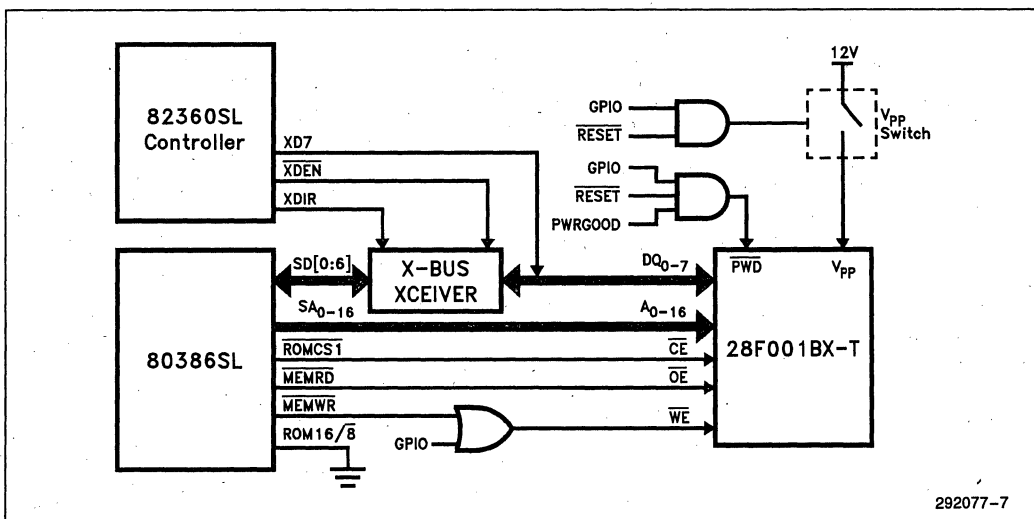 12V
GPIO
RESET
VPP
Switch
82360SL
Controller
XD7
XDEN
XDIR
GPIO
RESET
PWRGOOD
SD[0:6]
X-BUS
XCEIVER
DQ0-7
PWD
VPP
SA0-16
A0-16
80386SL
28F001BX-T
ROMCS1
CE
MEMRD
OE
MEMWR
WE
ROM16/8
GPIO
292077-7